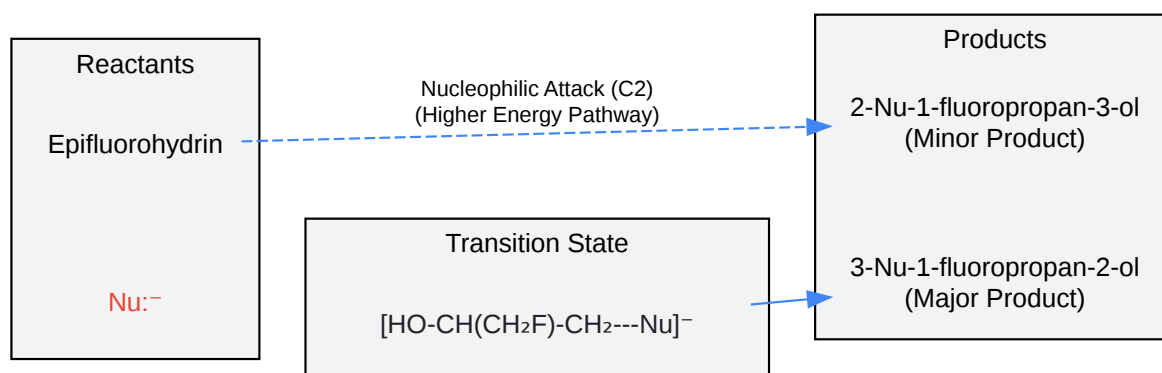 Reactants
Epifluorohydrin
Nu:⁻
Nucleophilic Attack (C2)
(Higher Energy Pathway)
Transition State
[HO-CH(CH₂F)-CH₂---Nu]⁻
Products
2-Nu-1-fluoropropan-3-ol
(Minor Product)
3-Nu-1-fluoropropan-2-ol
(Major Product)